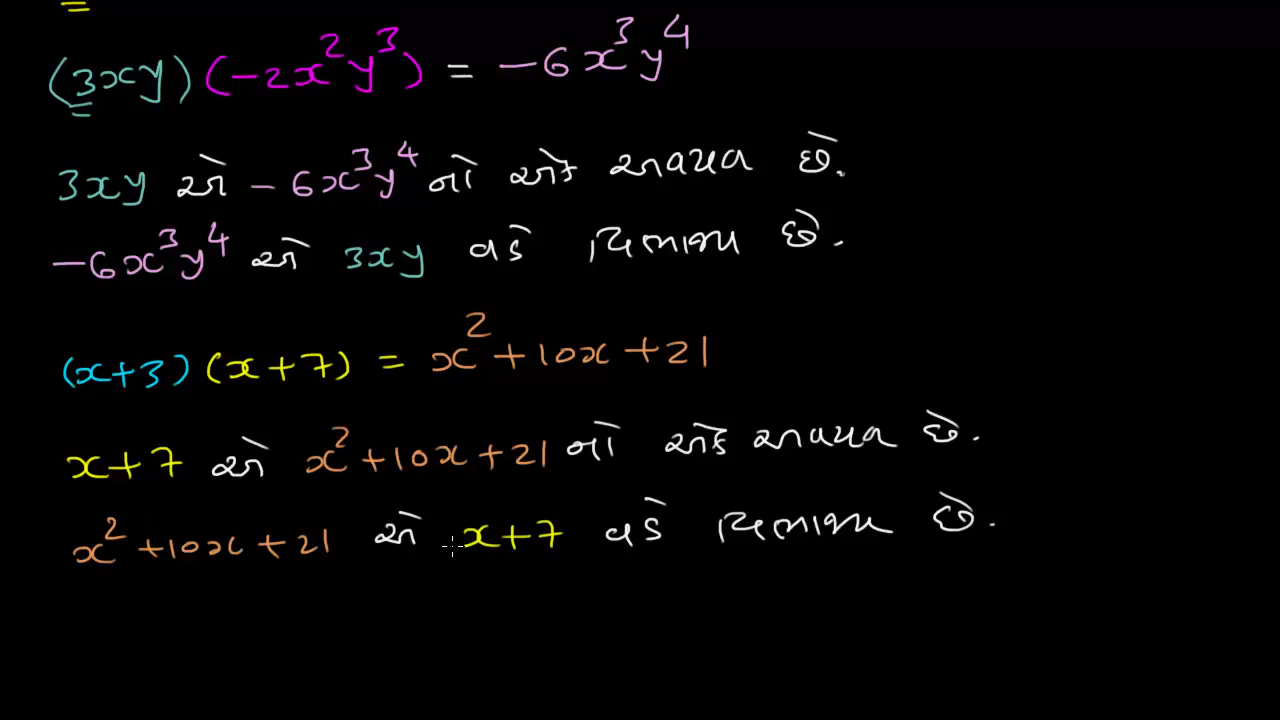 (3xy)(-2x²y³) = -6x³y⁴
3xy એ -6x³y⁴ નો એક અવયવ છે.
-6x³y⁴ એ 3xy વડે વિભાજ્ય છે.
(x+3)(x+7) = x²+10x+21
x+7 એ x²+10x+21 નો એક અવયવ છે.
x²+10x+21 એ x+7 વડે વિભાજ્ય છે.